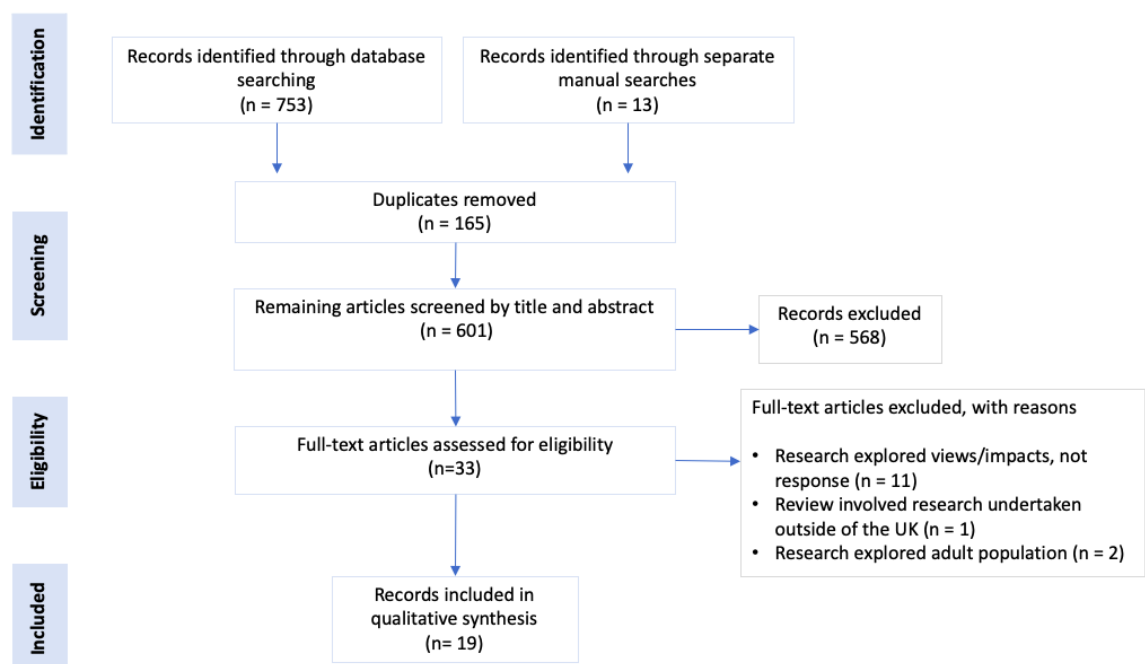 Identification
Records identified through database
searching
(n = 753)
Records identified through separate
manual searches
(n = 13)
Duplicates removed
(n = 165)
Screening
Remaining articles screened by title and abstract
(n = 601)
Records excluded
(n = 568)
Eligibility
Full-text articles assessed for eligibility
(n=33)
Full-text articles excluded, with reasons
• Research explored views/impacts, not
response (n = 11)
• Review involved research undertaken
outside of the UK (n = 1)
• Research explored adult population (n = 2)
Included
Records included in
qualitative synthesis
(n= 19)